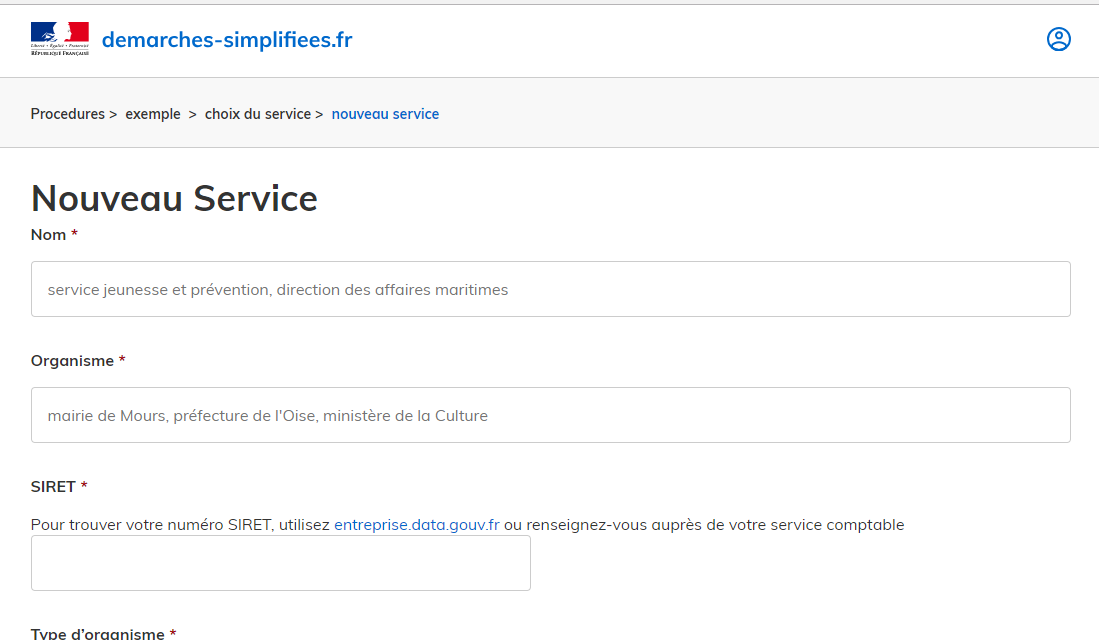 Liberté • Égalité • Fraternité
RÉPUBLIQUE FRANÇAISE
demarches-simplifiees.fr
Procedures > exemple > choix du service > nouveau service
Nouveau Service
Nom *
service jeunesse et prévention, direction des affaires maritimes
Organisme *
mairie de Mours, préfecture de l'Oise, ministère de la Culture
SIRET *
Pour trouver votre numéro SIRET, utilisez entreprise.data.gouv.fr ou renseignez-vous auprès de votre service comptable
Type d’organisme *